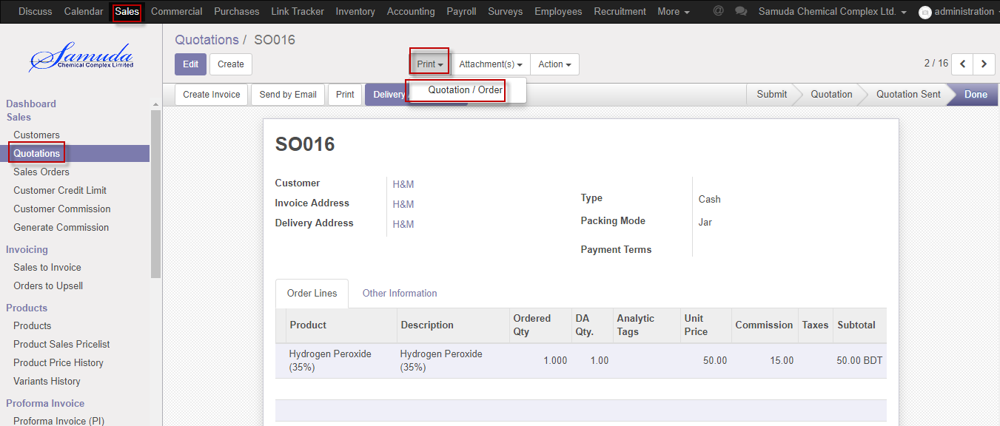 Discuss Calendar Sales Commercial Purchases Link Tracker Inventory Accounting Payroll Surveys Employees Recruitment More @ Samuda Chemical Complex Ltd. administration
Samuda
Chemical Complex Limited
Dashboard
Sales
Customers
Quotations
Sales Orders
Customer Credit Limit
Customer Commission
Generate Commission
Invoicing
Sales to Invoice
Orders to Upsell
Products
Products
Product Sales Pricelist
Product Price History
Variants History
Proforma Invoice
Proforma Invoice (PI)
Quotations / SO016
Edit Create Print Attachment(s) Action 2 / 16
Quotation / Order
Create Invoice Send by Email Print Delivery Submit Quotation Quotation Sent Done
SO016
Customer H&M
Invoice Address H&M
Delivery Address H&M
Type Cash
Packing Mode Jar
Payment Terms
Order Lines Other Information
Product Description Ordered Qty DA Qty. Analytic Tags Unit Price Commission Taxes Subtotal
Hydrogen Peroxide (35%) Hydrogen Peroxide (35%) 1.000 1.00 50.00 15.00 50.00 BDT